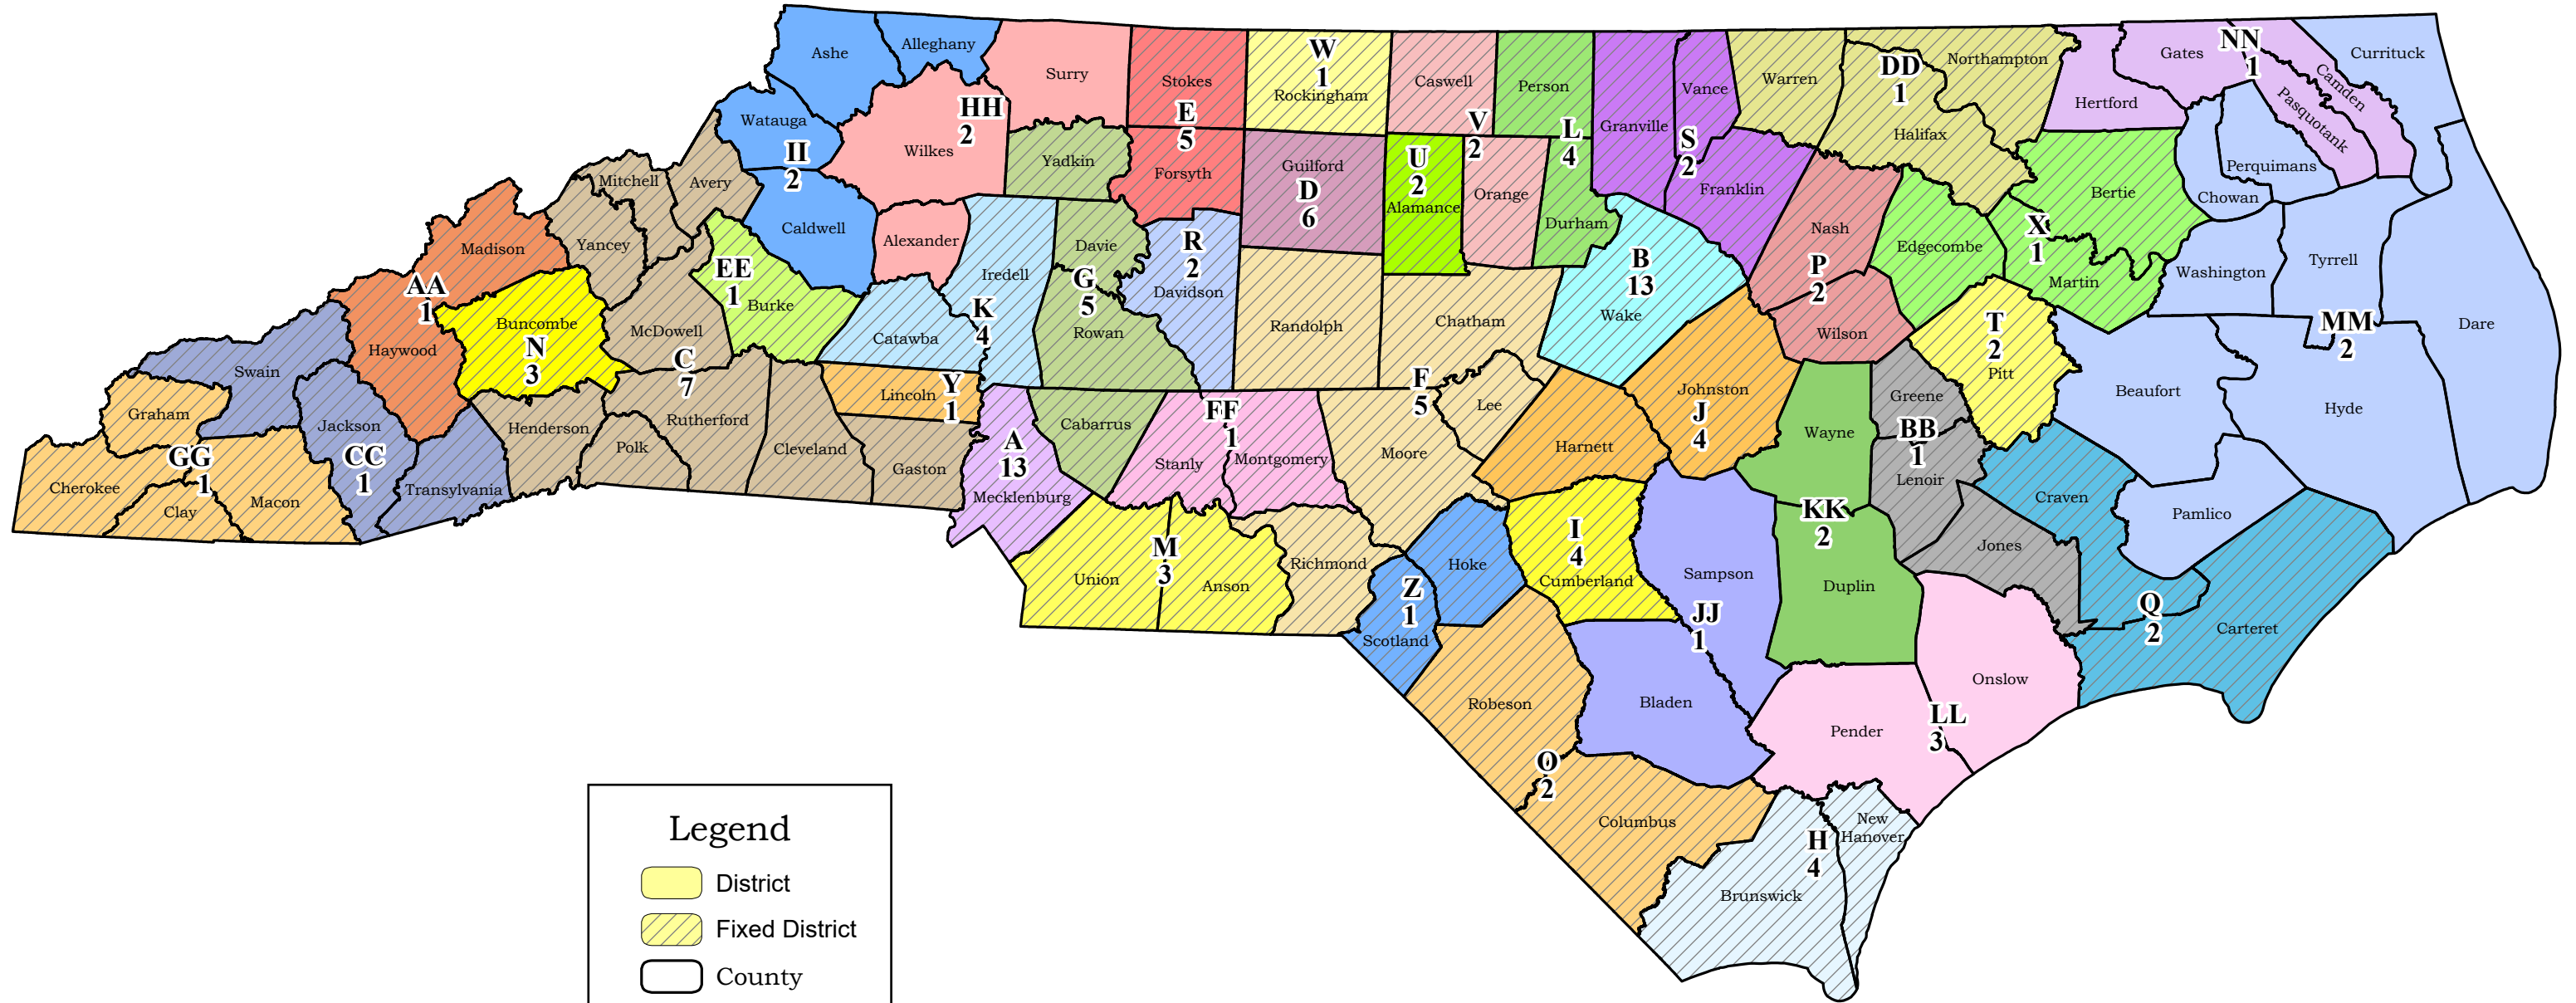 Ashe
Alleghany
Surry
Stokes
W
1
Rockingham
Caswell
Person
Granville
Vance
Warren
DD
1
Northampton
Halifax
Hertford
Gates
NN
1
Camden
Pasquotank
Currituck
Perquimans
Chowan
Watauga
II
2
Wilkes
HH
2
Yadkin
E
5
Forsyth
Guilford
D
6
U
2
Alamance
V
2
Orange
L
4
Durham
S
2
Franklin
Nash
P
2
Wilson
Edgecombe
X
1
Bertie
Martin
Washington
Tyrrell
MM
2
Dare
Mitchell
Avery
Yancey
Madison
AA
1
Haywood
Buncombe
N
3
McDowell
C
7
EE
1
Burke
Caldwell
Alexander
Iredell
K
4
Catawba
Davie
G
5
Rowan
R
2
Davidson
Randolph
Chatham
B
13
Wake
Johnston
J
4
T
2
Pitt
Beaufort
Hyde
Swain
Graham
Cherokee
GG
1
Clay
Macon
Jackson
CC
1
Transylvania
Henderson
Polk
Rutherford
Cleveland
Lincoln
Y
1
Gaston
A
13
Mecklenburg
Cabarrus
FF
1
Stanly
Montgomery
F
5
Lee
Moore
Harnett
Wayne
Greene
BB
1
Lenoir
Jones
Craven
Pamlico
Q
2
Carteret
Union
M
3
Anson
Richmond
Z
1
Scotland
Hoke
I
4
Cumberland
Sampson
JJ
1
KK
2
Duplin
Onslow
LL
3
Pender
Bladen
Robeson
O
2
Columbus
H
4
Brunswick
New
Hanover
Legend
District
Fixed District
County